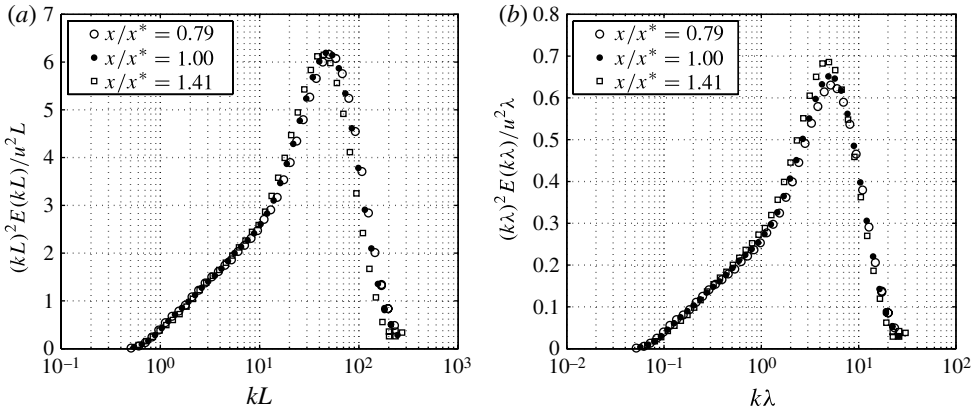 (a)
x/x* = 0.79
x/x* = 1.00
x/x* = 1.41
7
6
5
4
3
2
1
0
(kL)²E(kL)/u²L
10⁻¹ 10⁰ 10¹ 10² 10³
kL
(b)
x/x* = 0.79
x/x* = 1.00
x/x* = 1.41
0.8
0.7
0.6
0.5
0.4
0.3
0.2
0.1
0
(kλ)²E(kλ)/u²λ
10⁻² 10⁻¹ 10⁰ 10¹ 10²
kλ